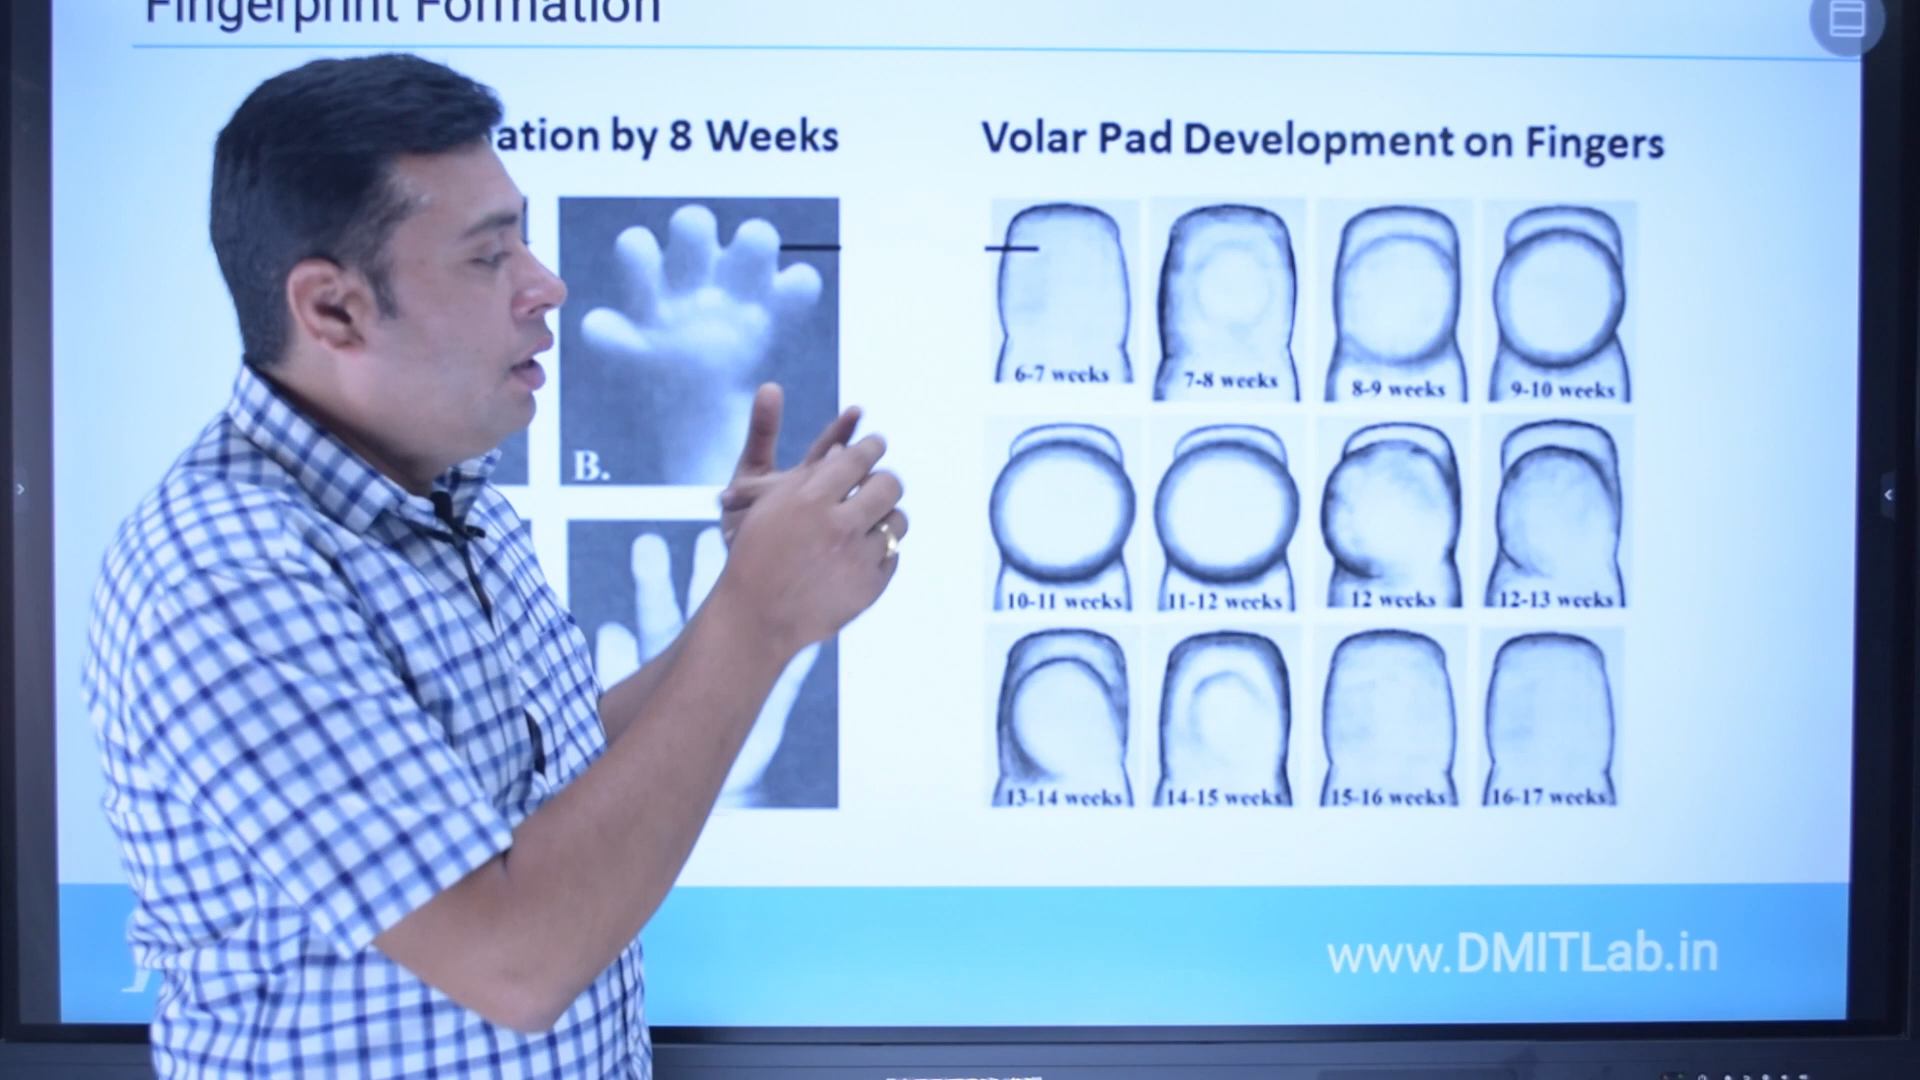 Fingerprint Formation
ation by 8 Weeks
Volar Pad Development on Fingers
B.
6-7 weeks
7-8 weeks
8-9 weeks
9-10 weeks
10-11 weeks
11-12 weeks
12 weeks
12-13 weeks
13-14 weeks
14-15 weeks
15-16 weeks
16-17 weeks
www.DMITLab.in